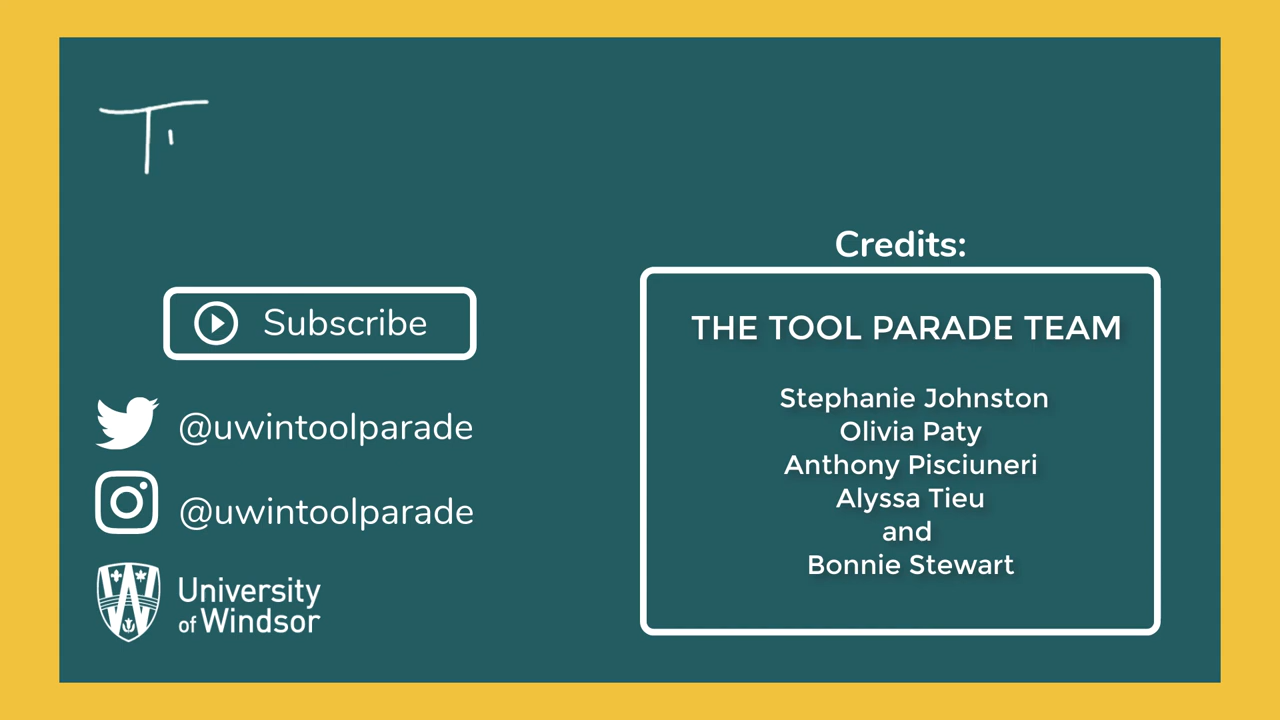 Subscribe
@uwintoolparade
@uwintoolparade
University
of Windsor
Credits:
THE TOOL PARADE TEAM
Stephanie Johnston
Olivia Paty
Anthony Pisciuneri
Alyssa Tieu
and
Bonnie Stewart